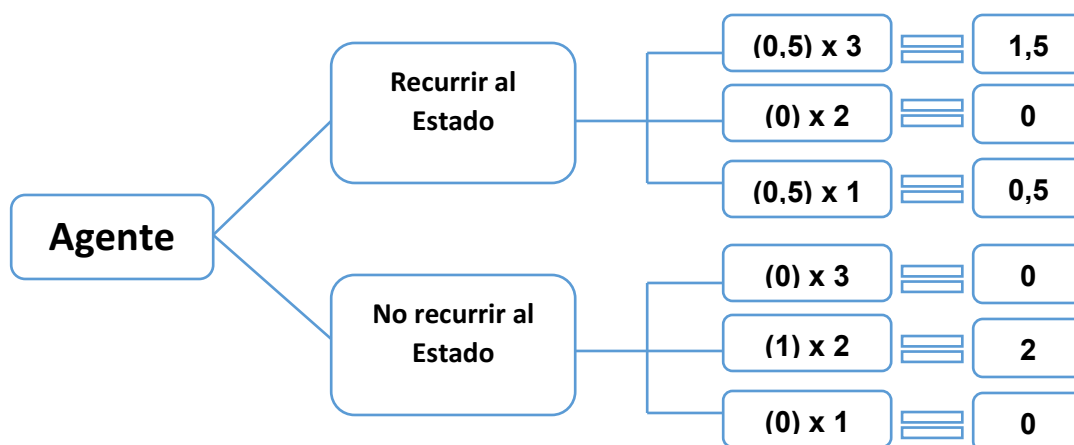 Agente
Recurrir al
Estado
(0,5) x 3
1,5
(0) x 2
0
(0,5) x 1
0,5
No recurrir al
Estado
(0) x 3
0
(1) x 2
2
(0) x 1
0